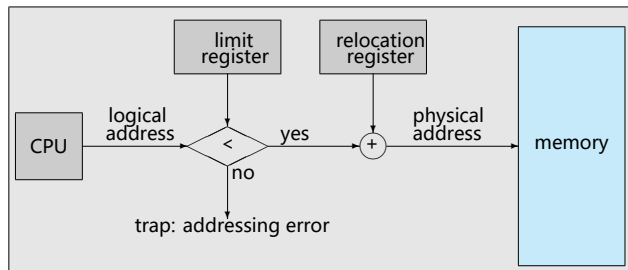 limit
register
relocation
register
logical
address
physical
address
CPU
<
yes
+
memory
no
trap: addressing error